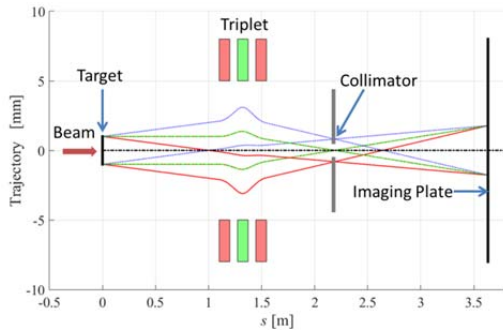 Triplet
10
Target
Collimator
5
Beam
0
Trajectory [mm]
Imaging Plate
-5
-10
-0.5
0
0.5
1
1.5
2
2.5
3
3.5
s [m]